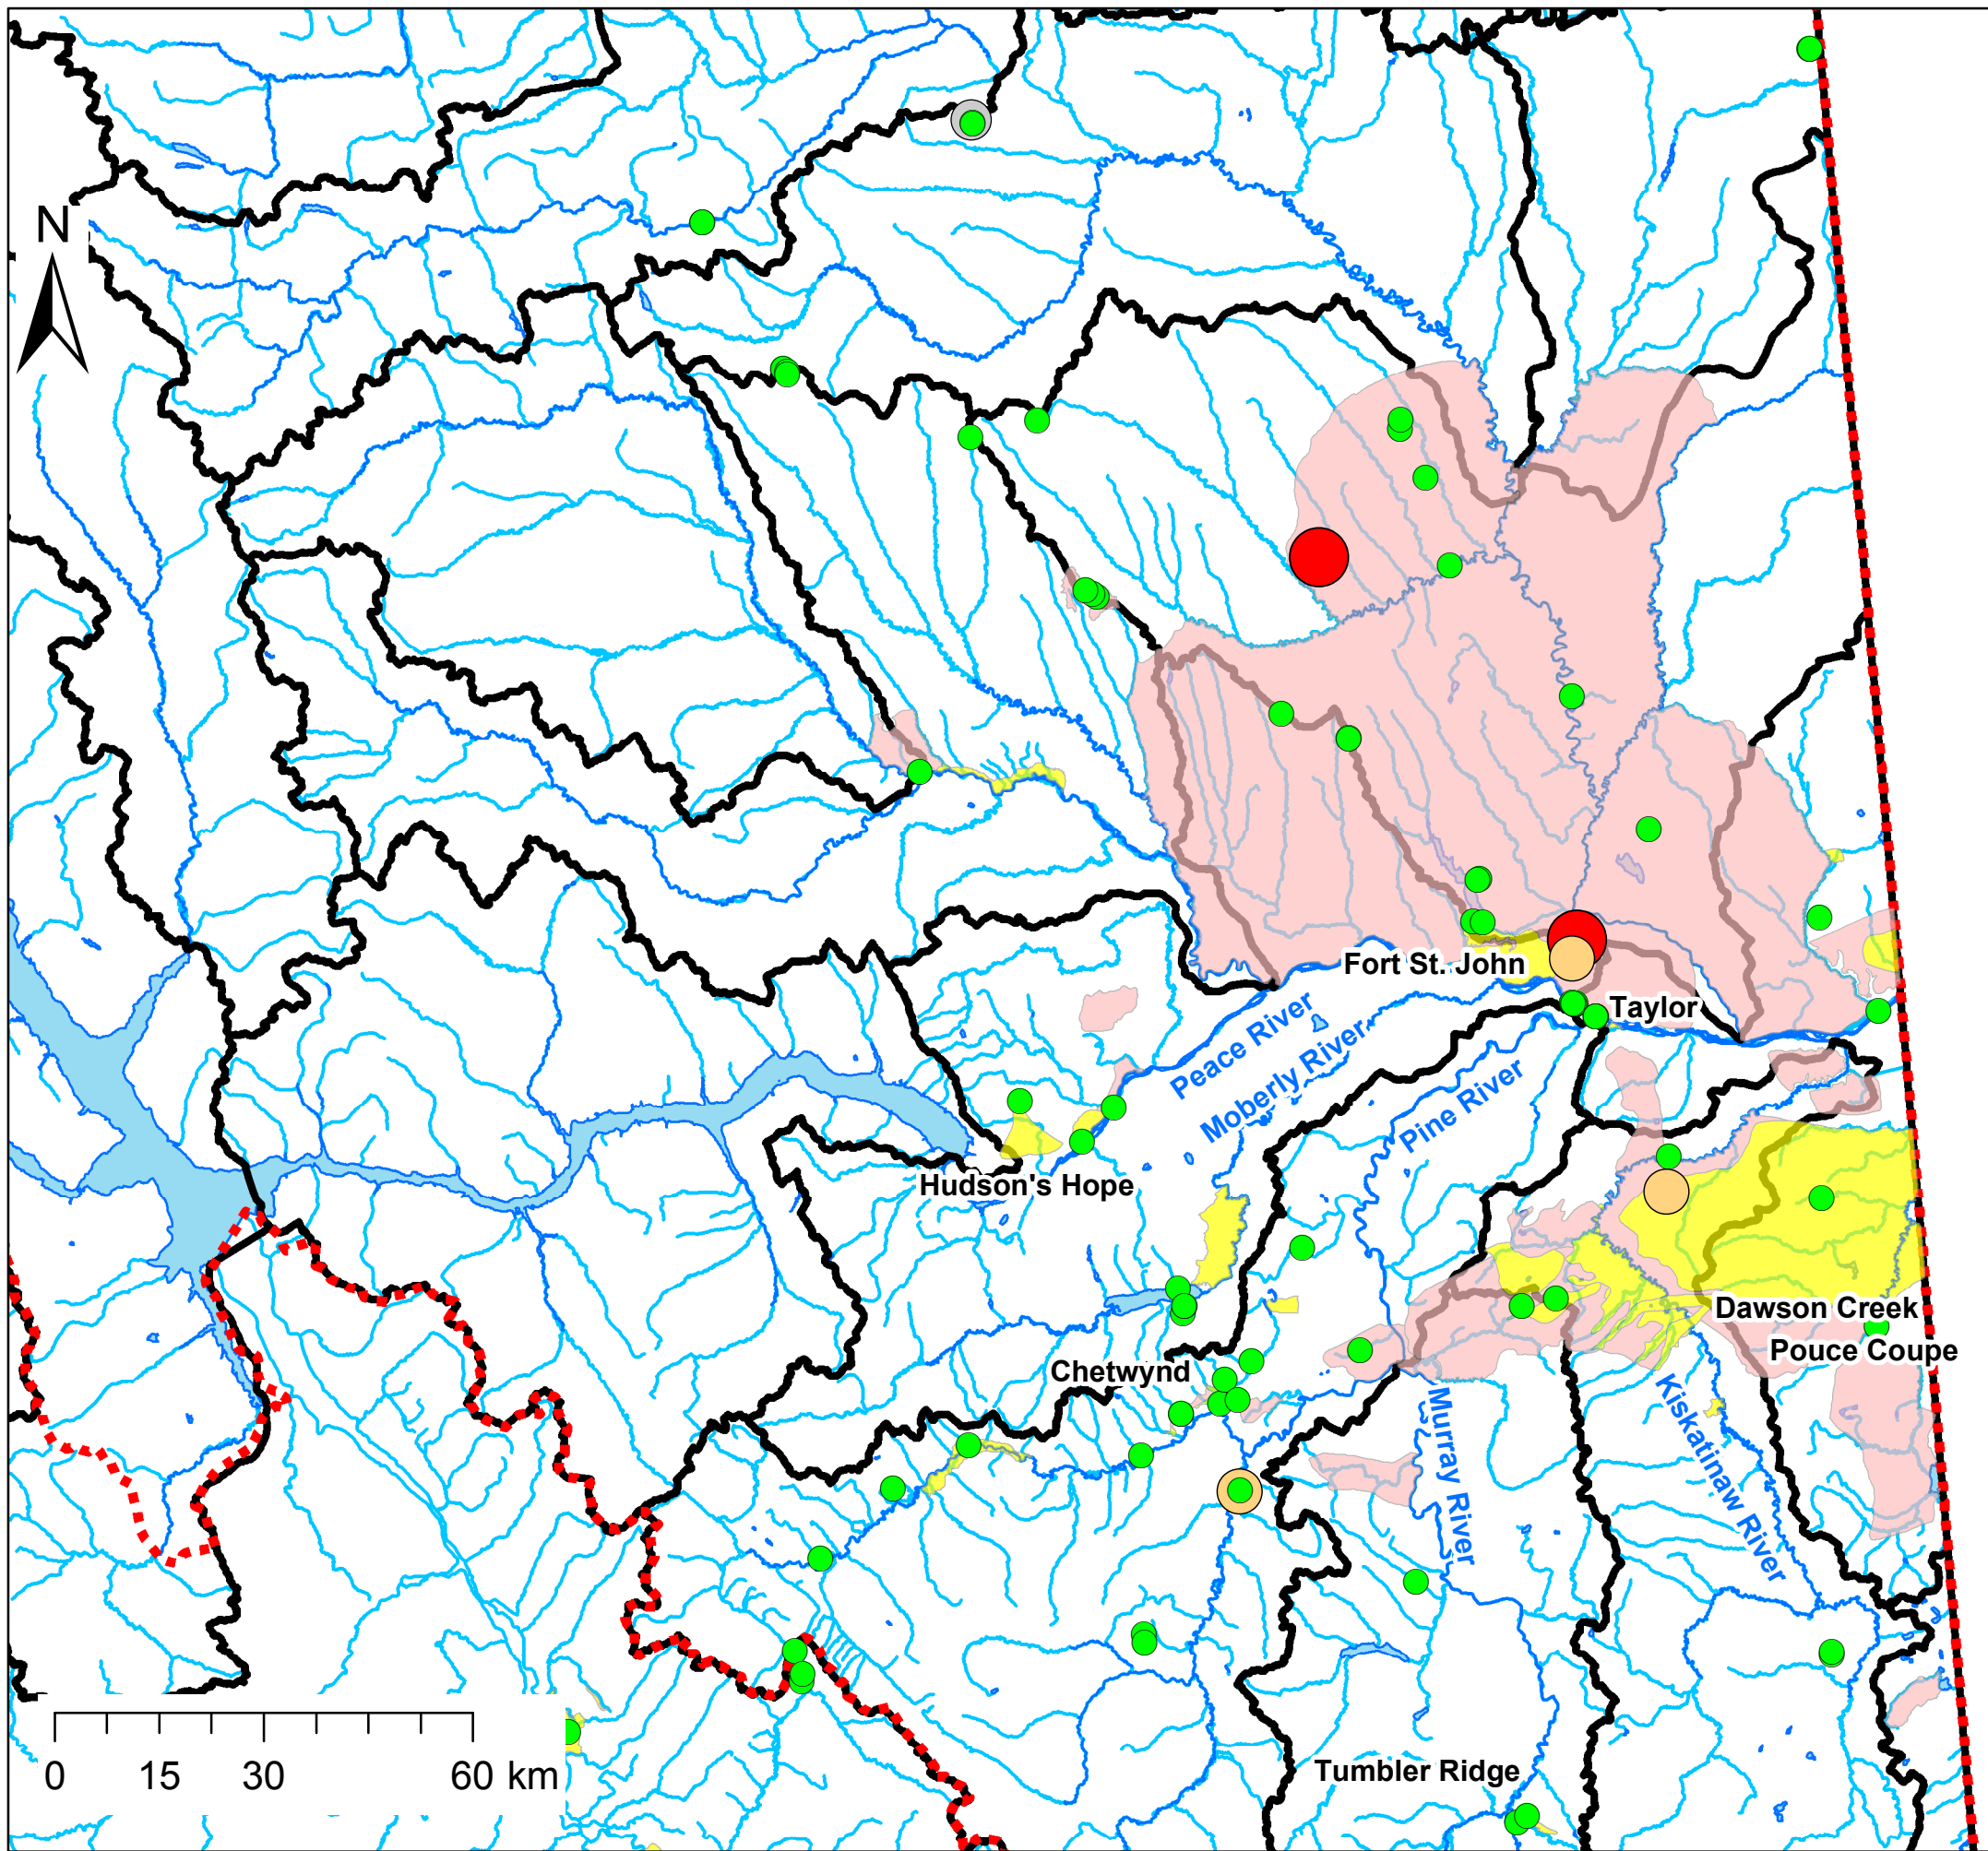 N
Fort St. John
Taylor
Peace River
Moberly River
Pine River
Hudson's Hope
Dawson Creek
Pouce Coupe
Chetwynd
Murray River
Kiskatinaw River
Tumbler Ridge
0 15 30 60 km